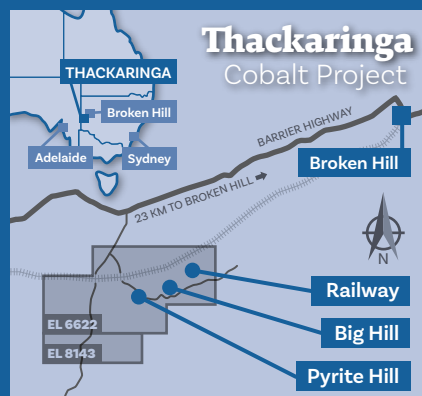 Thackaringa
Cobalt Project
THACKARINGA
Broken Hill
Adelaide
Sydney
BARRIER HIGHWAY
Broken Hill
23 KM TO BROKEN HILL
N
Railway
EL 6622
Big Hill
EL 8143
Pyrite Hill